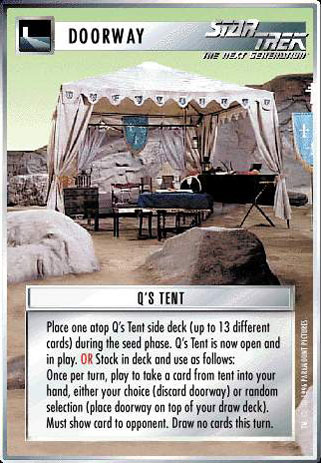 DOORWAY
STAR TREK
THE NEXT GENERATION
Q'S TENT
Place one atop Q's Tent side deck (up to 13 different
cards) during the seed phase. Q's Tent is now open and
in play. OR Stock in deck and use as follows:
Once per turn, play to take a card from tent into your
hand, either your choice (discard doorway) or random
selection (place doorway on top of your draw deck).
Must show card to opponent. Draw no cards this turn.
1996 PARAMOUNT PICTURES